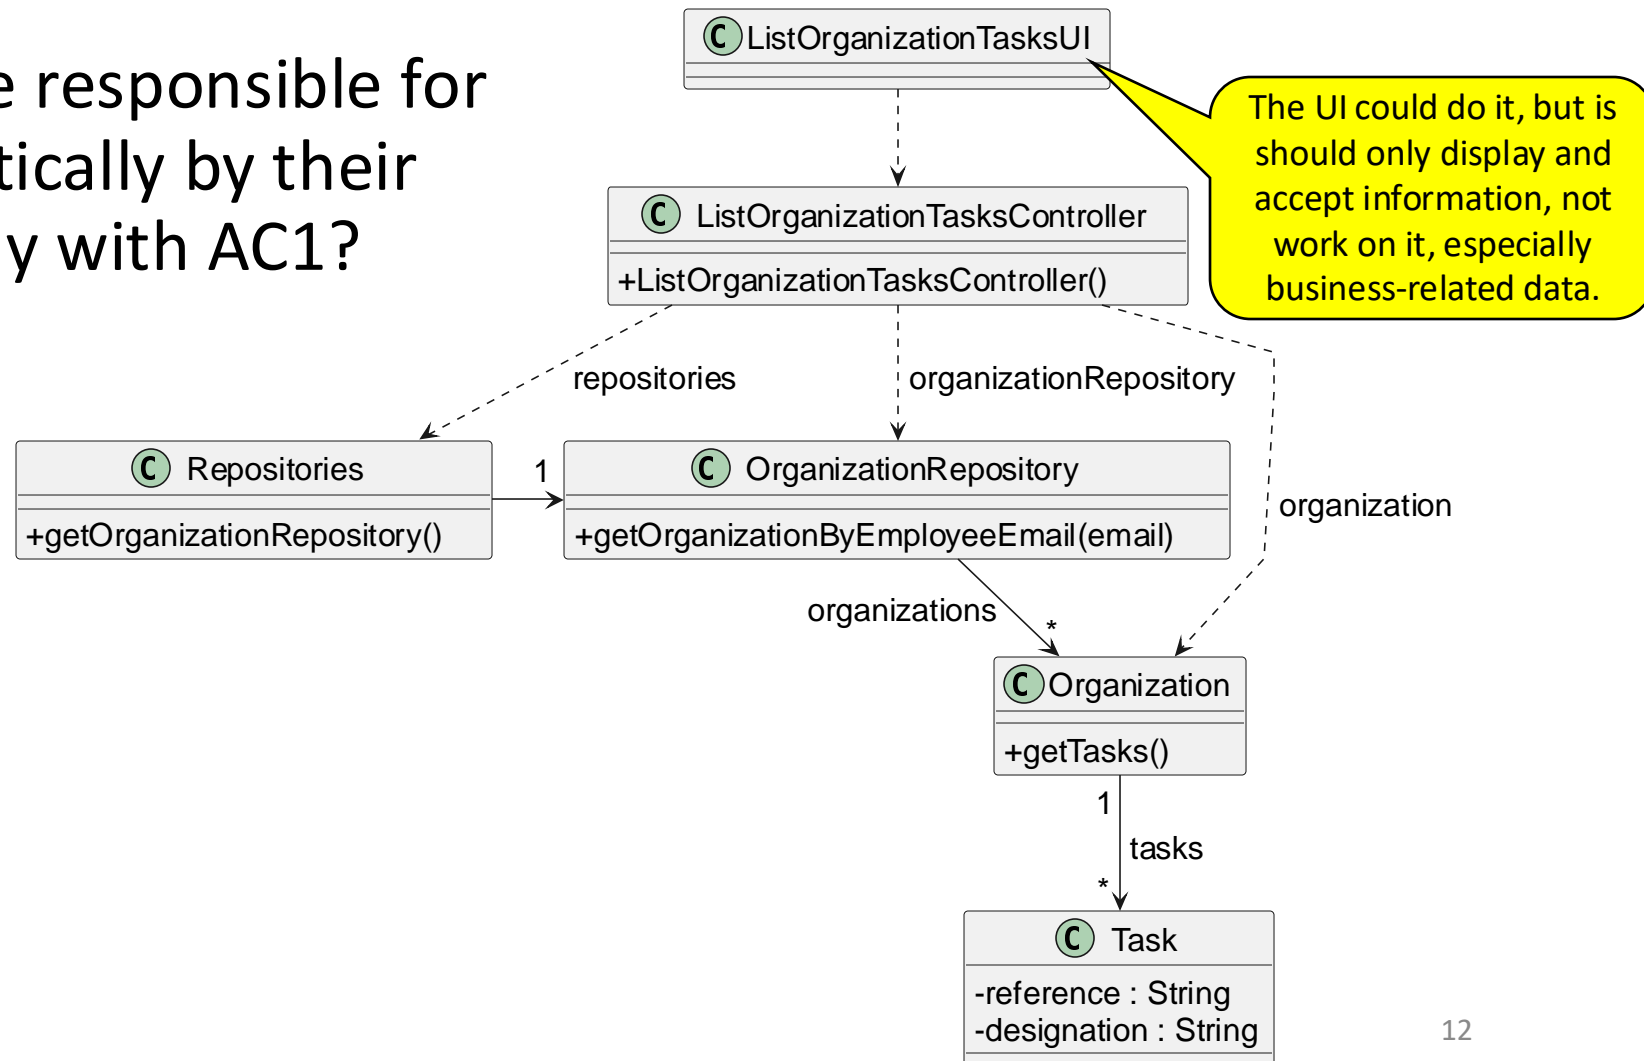 e responsible for
tically by their
y with AC1?
C ListOrganizationTasksUI
The UI could do it, but is
should only display and
accept information, not
work on it, especially
business-related data.
C ListOrganizationTasksController
+ListOrganizationTasksController()
repositories
organizationRepository
organization
C Repositories
+getOrganizationRepository()
1
C OrganizationRepository
+getOrganizationByEmployeeEmail(email)
organizations
*
C Organization
+getTasks()
1
tasks
*
C Task
-reference : String
-designation : String
12